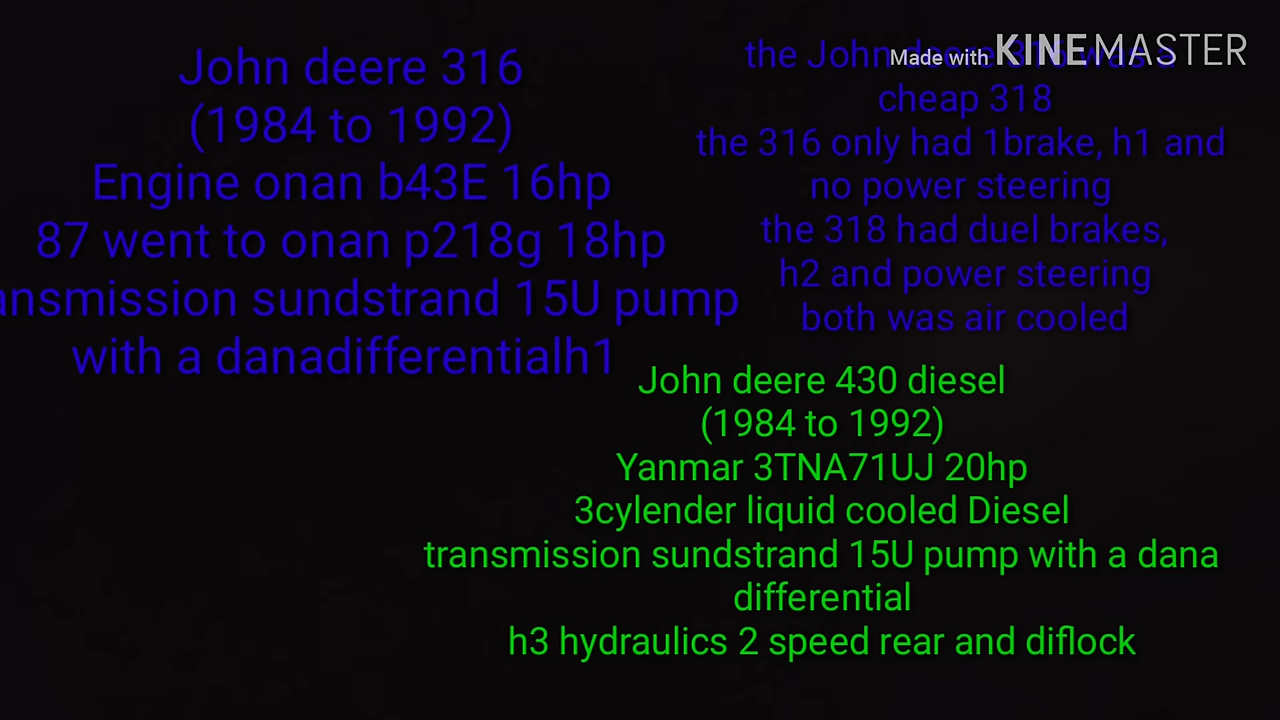 John deere 316
(1984 to 1992)
Engine onan b43E 16hp
87 went to onan p218g 18hp
ansmission sundstrand 15U pump
with a danadifferentialh1
Made with KINEMASTER
the John deere 316 was a
cheap 318
the 316 only had 1brake, h1 and
no power steering
the 318 had duel brakes,
h2 and power steering
both was air cooled
John deere 430 diesel
(1984 to 1992)
Yanmar 3TNA71UJ 20hp
3cylender liquid cooled Diesel
transmission sundstrand 15U pump with a dana
differential
h3 hydraulics 2 speed rear and diflock